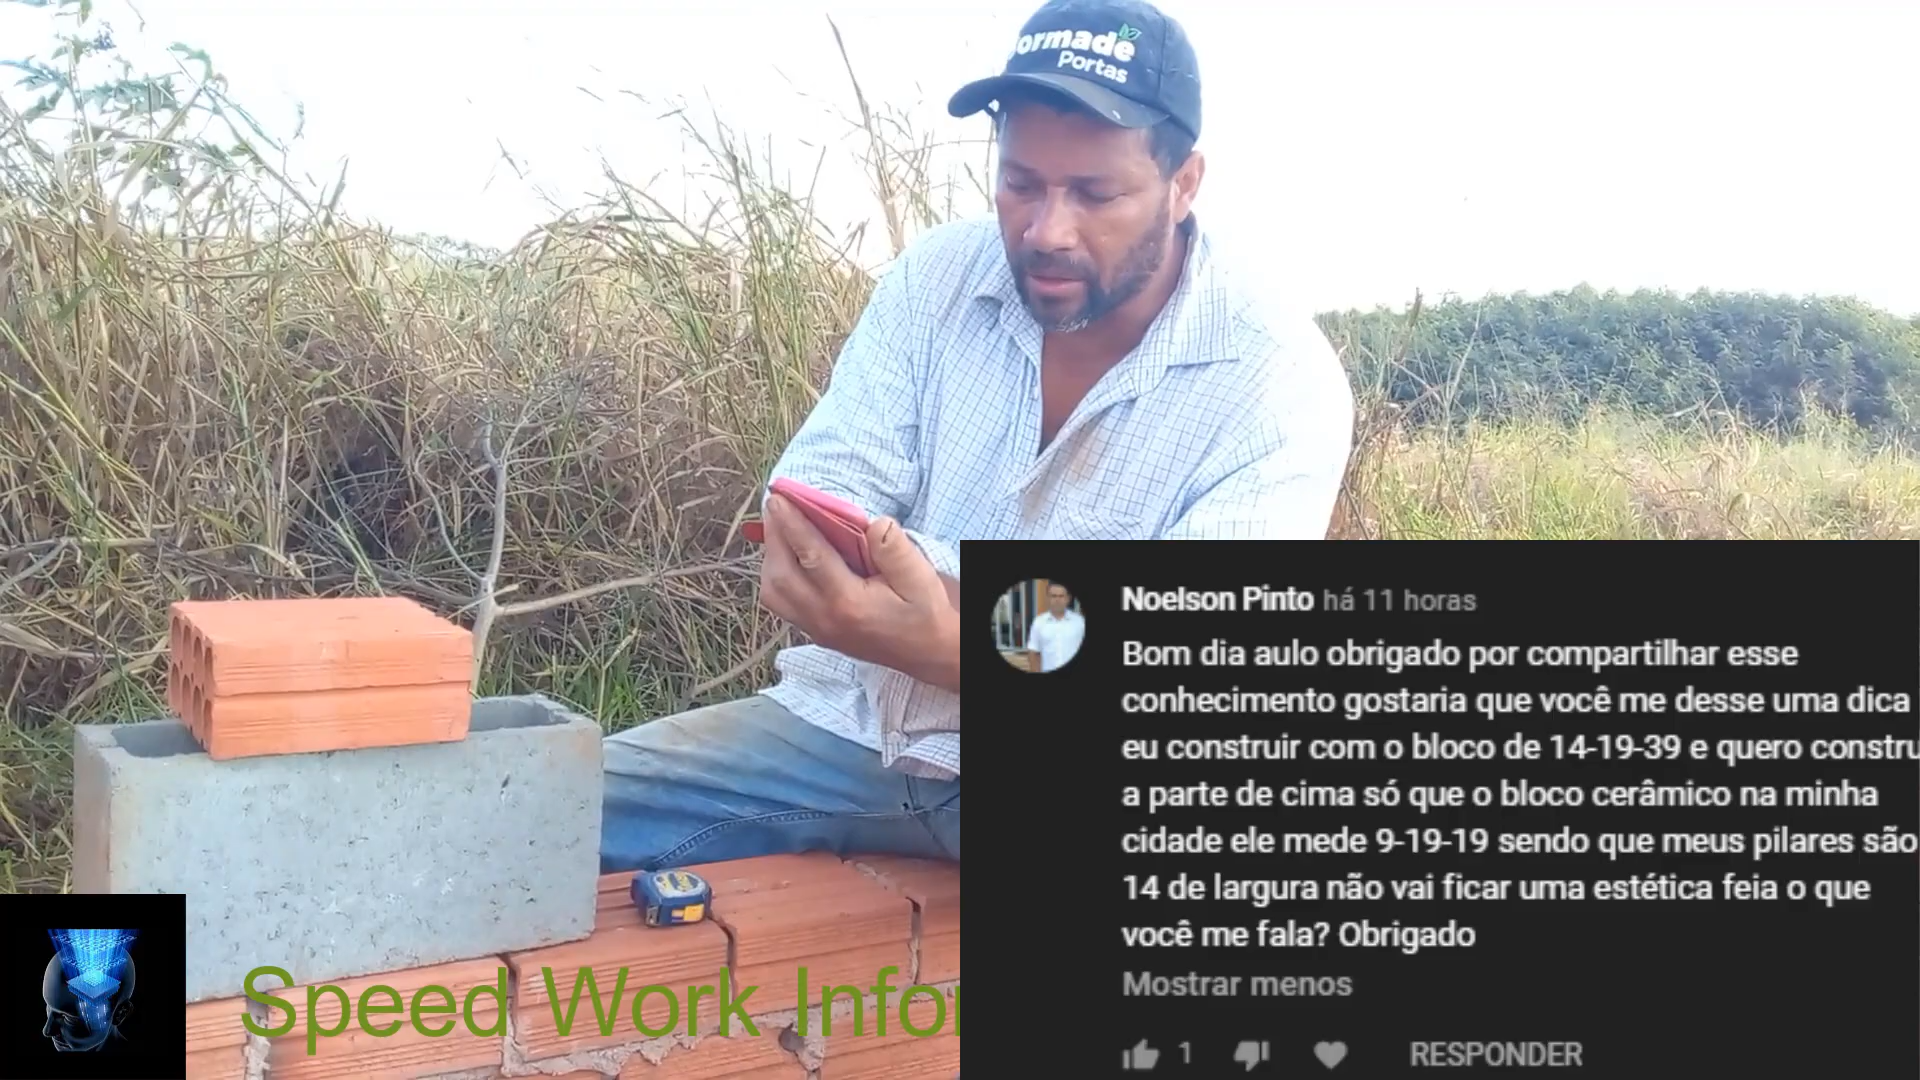 ormade
Portas
Noelson Pinto há 11 horas
Bom dia aulo obrigado por compartilhar esse
conhecimento gostaria que você me desse uma dica
eu construir com o bloco de 14-19-39 e quero constru
a parte de cima só que o bloco cerâmico na minha
cidade ele mede 9-19-19 sendo que meus pilares são
14 de largura não vai ficar uma estética feia o que
você me fala? Obrigado
Mostrar menos
1
RESPONDER
Speed Work Infor